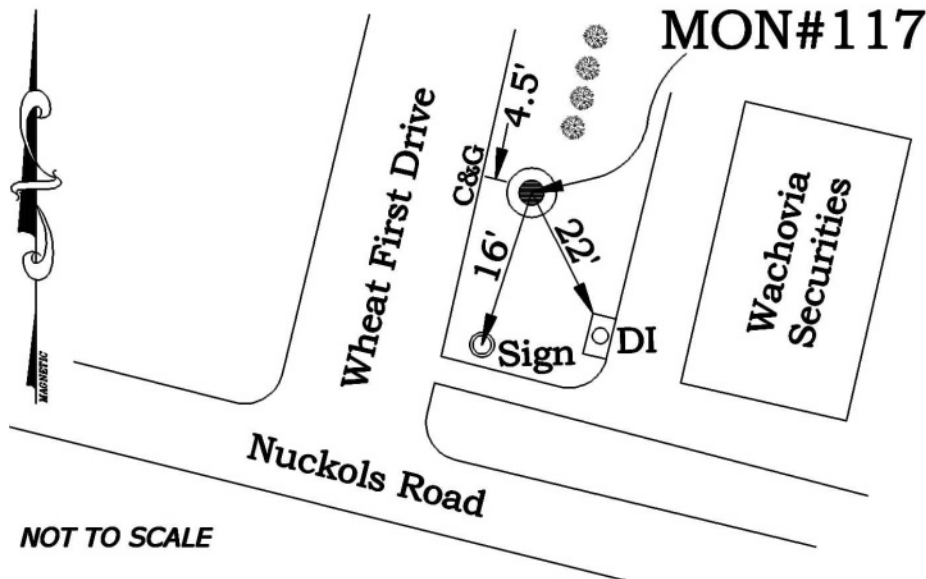 MON#117
4.5'
C&G
Wheat First Drive
16'
22'
Wachovia
Securities
Sign
DI
MAGNETIC
Nuckols Road
NOT TO SCALE